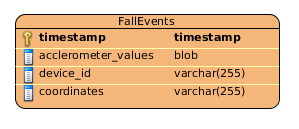 FallEvents
timestamp timestamp
acclerometer_values blob
device_id varchar(255)
coordinates varchar(255)